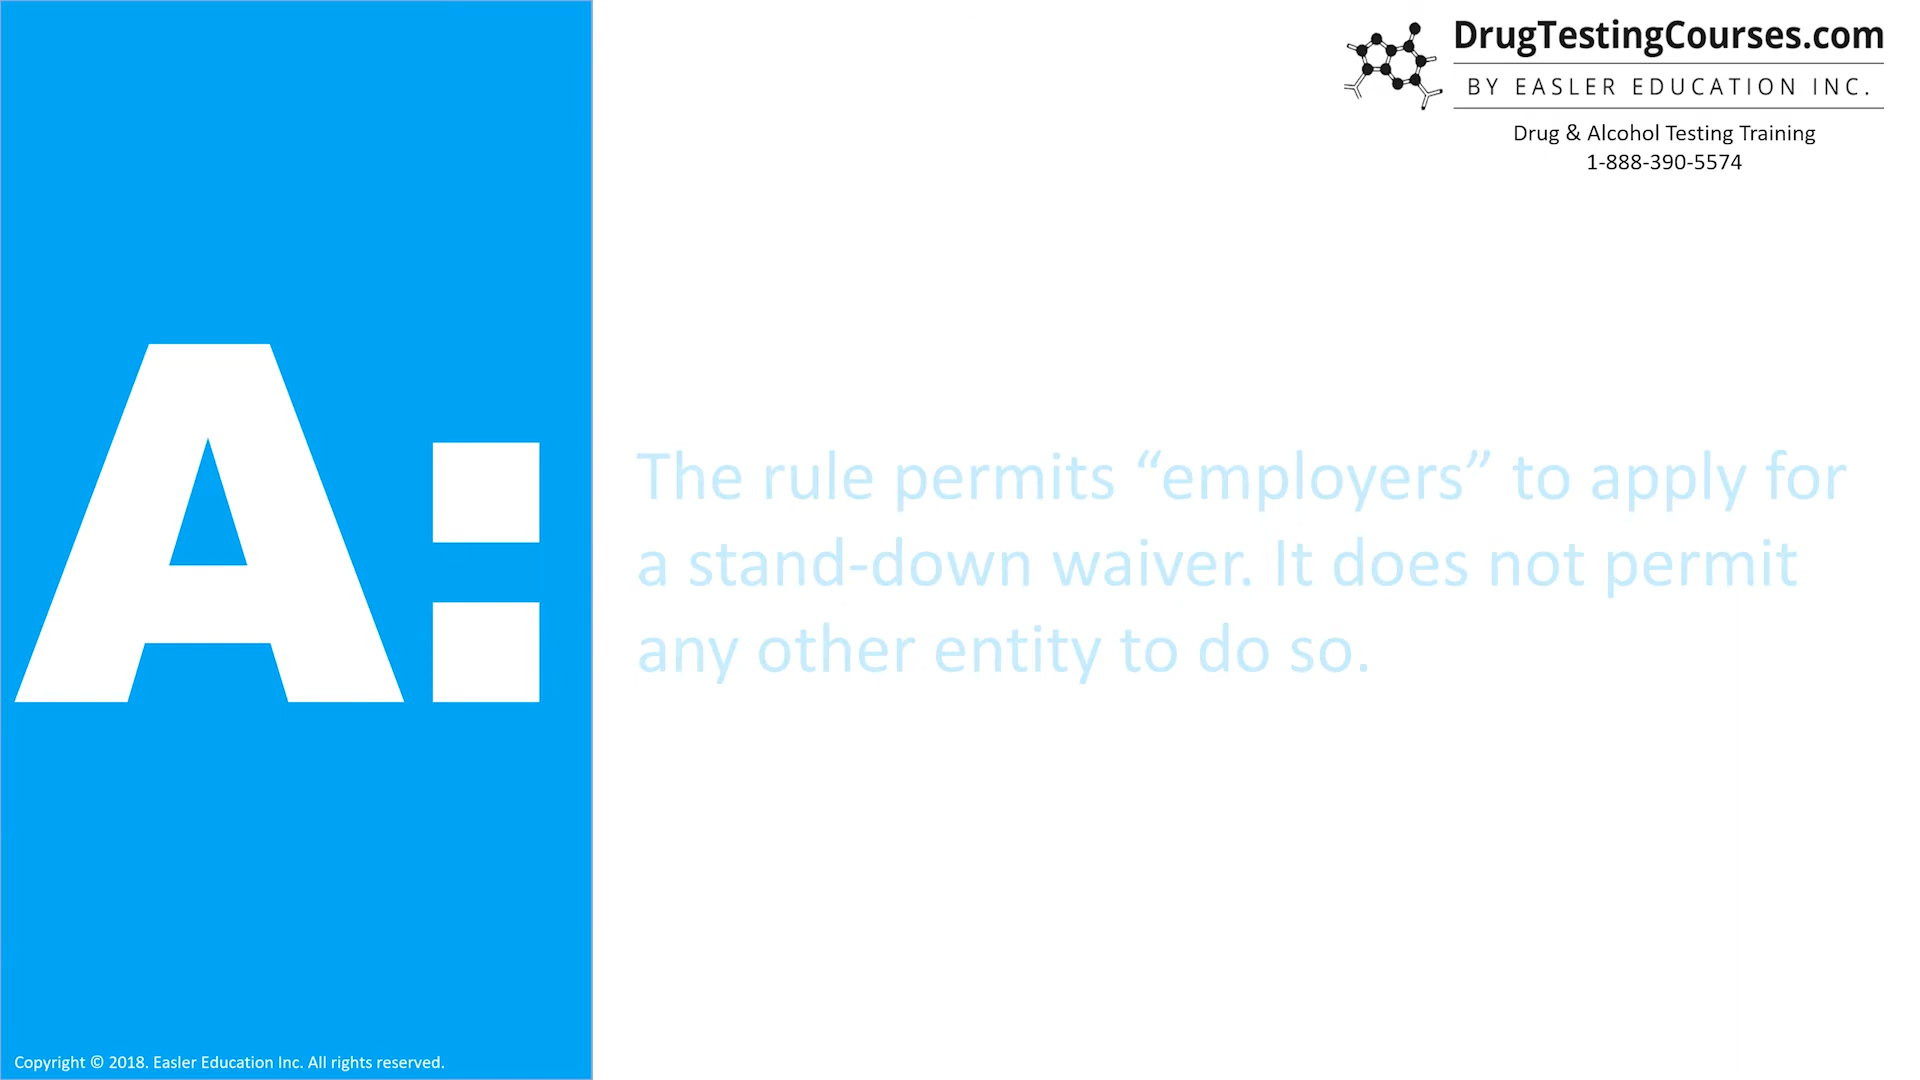 DrugTestingCourses.com
BY EASLER EDUCATION INC.
Drug & Alcohol Testing Training
1-888-390-5574
A:
The rule permits “employers” to apply for
a stand-down waiver. It does not permit
any other entity to do so.
Copyright © 2018. Easler Education Inc. All rights reserved.